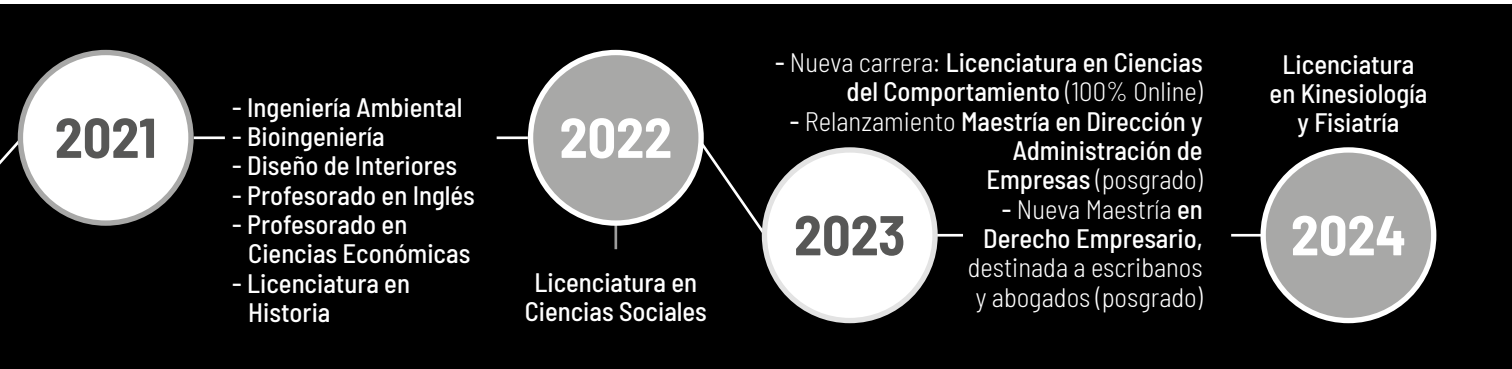 2021
- Ingeniería Ambiental
- Bioingeniería
- Diseño de Interiores
- Profesorado en Inglés
- Profesorado en
Ciencias Económicas
- Licenciatura en
Historia
2022
Licenciatura en
Ciencias Sociales
2023
- Nueva carrera: Licenciatura en Ciencias
del Comportamiento (100% Online)
- Relanzamiento Maestría en Dirección y
Administración de
Empresas (posgrado)
- Nueva Maestría en
Derecho Empresario,
destinada a escribanos
y abogados (posgrado)
Licenciatura
en Kinesiología
y Fisiatría
2024